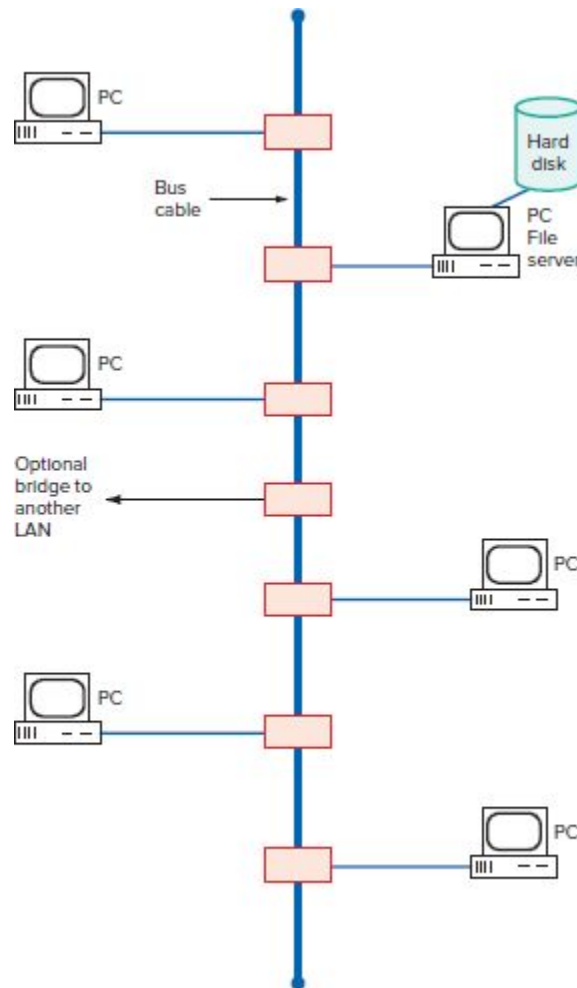 PC
Hard
disk
Bus
cable
PC
File
server
PC
Optional
bridge to
another
LAN
PC
PC
PC